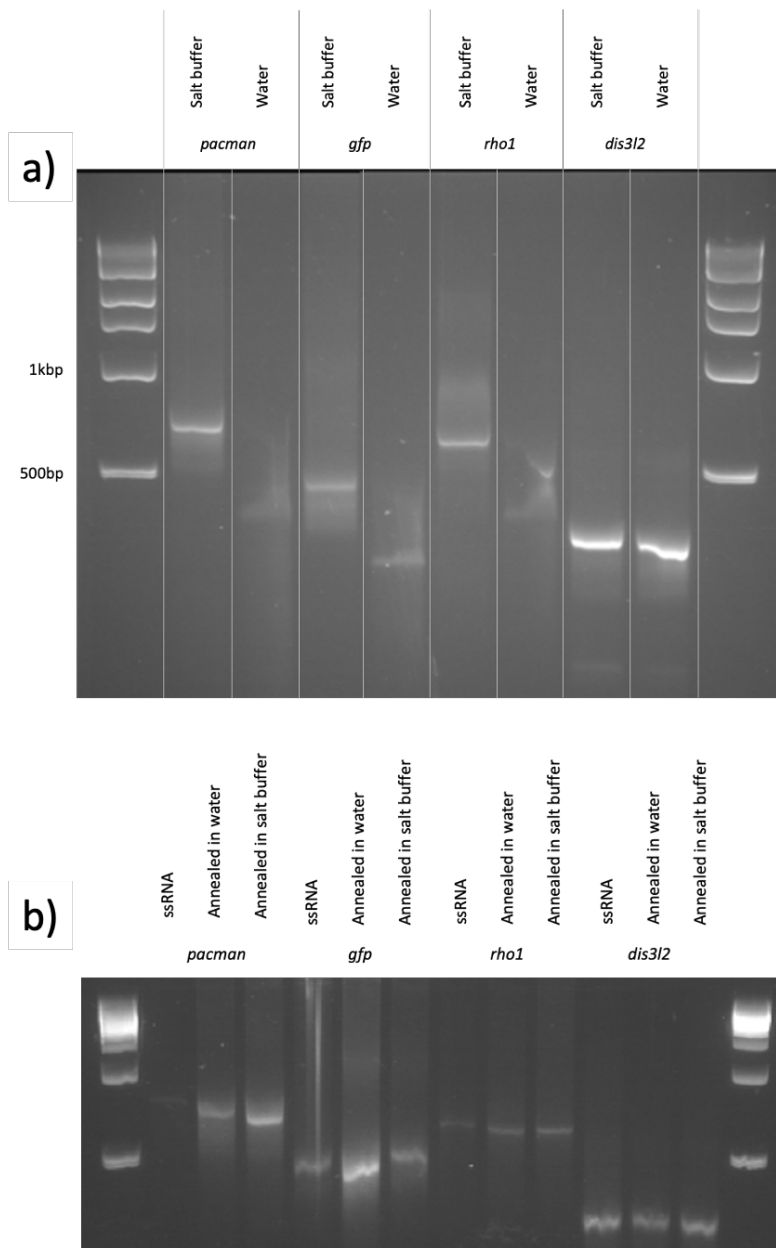 a)
Salt buffer
Water
Salt buffer
Water
Salt buffer
Water
Salt buffer
Water
pacman
gfp
rho1
dis3l2
1kbp
500bp
b)
ssRNA
Annealed in water
Annealed in salt buffer
ssRNA
Annealed in water
Annealed in salt buffer
ssRNA
Annealed in water
Annealed in salt buffer
ssRNA
Annealed in water
Annealed in salt buffer
pacman
gfp
rho1
dis3l2